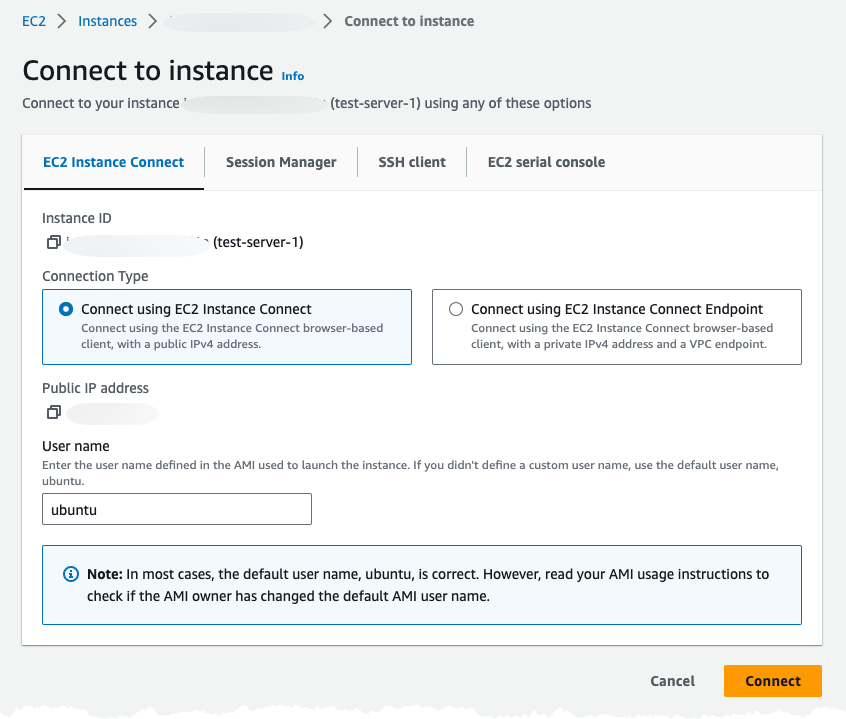 EC2 > Instances > > Connect to instance
Connect to instance Info
Connect to your instance (test-server-1) using any of these options
EC2 Instance Connect Session Manager SSH client EC2 serial console
Instance ID
(test-server-1)
Connection Type
Connect using EC2 Instance Connect
Connect using the EC2 Instance Connect browser-based
client, with a public IPv4 address.
Connect using EC2 Instance Connect Endpoint
Connect using the EC2 Instance Connect browser-based
client, with a private IPv4 address and a VPC endpoint.
Public IP address
User name
Enter the user name defined in the AMI used to launch the instance. If you didn't define a custom user name, use the default user name,
ubuntu.
ubuntu
Note: In most cases, the default user name, ubuntu, is correct. However, read your AMI usage instructions to
check if the AMI owner has changed the default AMI user name.
Cancel Connect